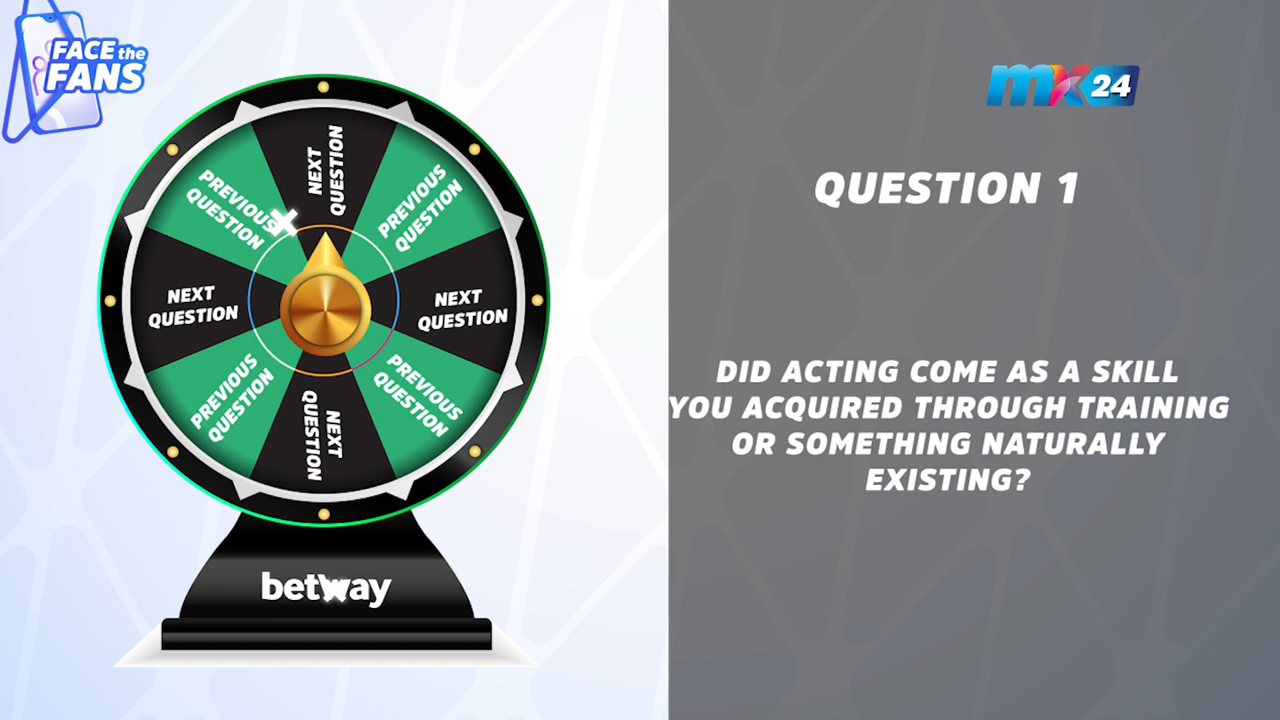 FACE the
FANS
NEXT
QUESTION
PREVIOUS
QUESTION
NEXT
QUESTION
PREVIOUS
QUESTION
NEXT
QUESTION
PREVIOUS
QUESTION
NEXT
QUESTION
PREVIOUS
QUESTION
betway
mx24
QUESTION 1
DID ACTING COME AS A SKILL
YOU ACQUIRED THROUGH TRAINING
OR SOMETHING NATURALLY
EXISTING?